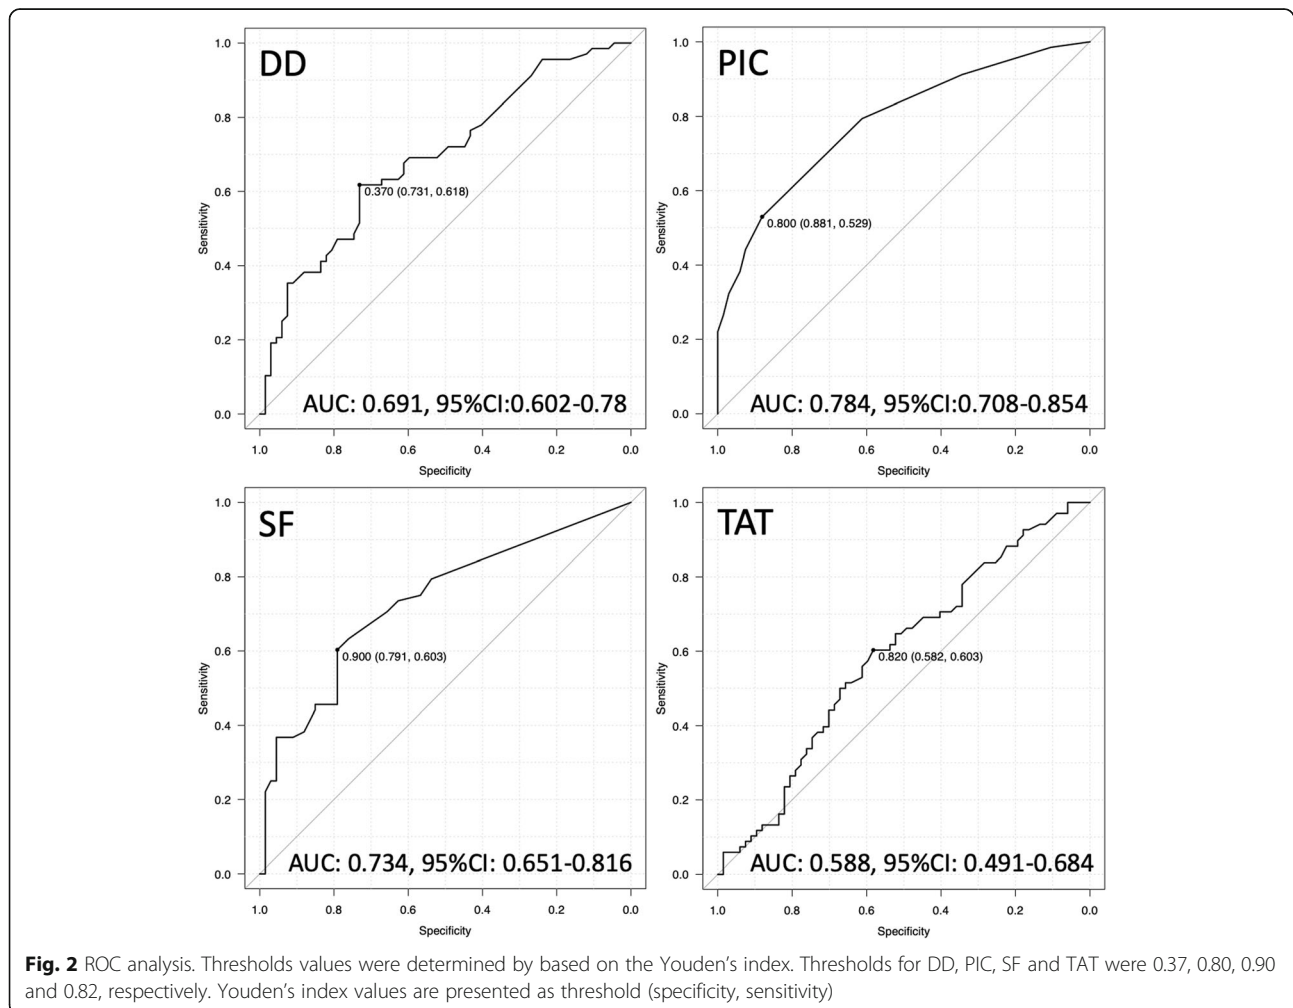 DD
1.0
0.8
0.6
0.4
0.2
0.0
Sensitivity
0.370 (0.731, 0.618)
AUC: 0.691, 95%CI:0.602-0.78
1.0 0.8 0.6 0.4 0.2 0.0
Specificity
PIC
1.0
0.8
0.6
0.4
0.2
0.0
Sensitivity
0.800 (0.881, 0.529)
AUC: 0.784, 95%CI:0.708-0.854
1.0 0.8 0.6 0.4 0.2 0.0
Specificity
SF
1.0
0.8
0.6
0.4
0.2
0.0
Sensitivity
0.900 (0.791, 0.603)
AUC: 0.734, 95%CI: 0.651-0.816
1.0 0.8 0.6 0.4 0.2 0.0
Specificity
TAT
1.0
0.8
0.6
0.4
0.2
0.0
Sensitivity
0.820 (0.582, 0.603)
AUC: 0.588, 95%CI: 0.491-0.684
1.0 0.8 0.6 0.4 0.2 0.0
Specificity
Fig. 2 ROC analysis. Thresholds values were determined by based on the Youden’s index. Thresholds for DD, PIC, SF and TAT were 0.37, 0.80, 0.90
and 0.82, respectively. Youden’s index values are presented as threshold (specificity, sensitivity)